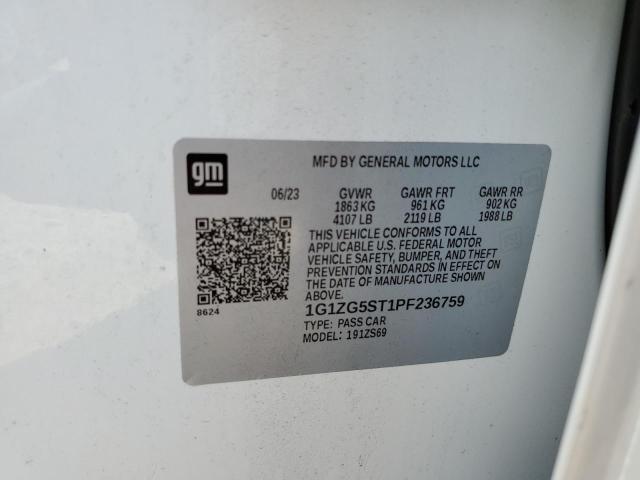 gm
MFD BY GENERAL MOTORS LLC
06/23 GVWR GAWR FRT GAWR RR
1863 KG 961 KG 902 KG
4107 LB 2119 LB 1988 LB
THIS VEHICLE CONFORMS TO ALL
APPLICABLE U.S. FEDERAL MOTOR
VEHICLE SAFETY, BUMPER, AND THEFT
PREVENTION STANDARDS IN EFFECT ON
THE DATE OF MANUFACTURE SHOWN
ABOVE.
8624
1G1ZG5ST1PF236759
TYPE: PASS CAR
MODEL: 191ZS69